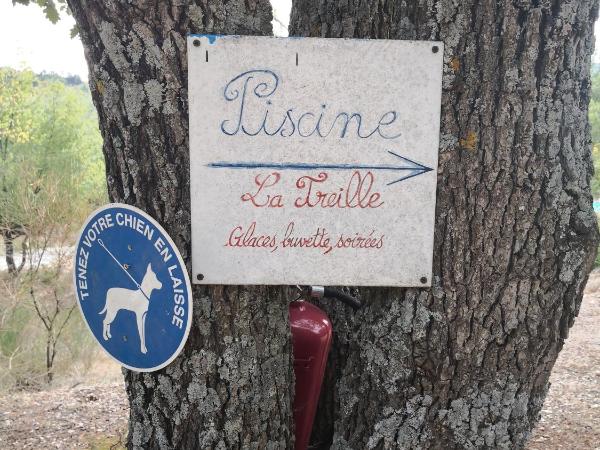 Piscine
La Treille
Glaces, buvette, soirées
TENEZ VOTRE CHIEN EN LAISSE